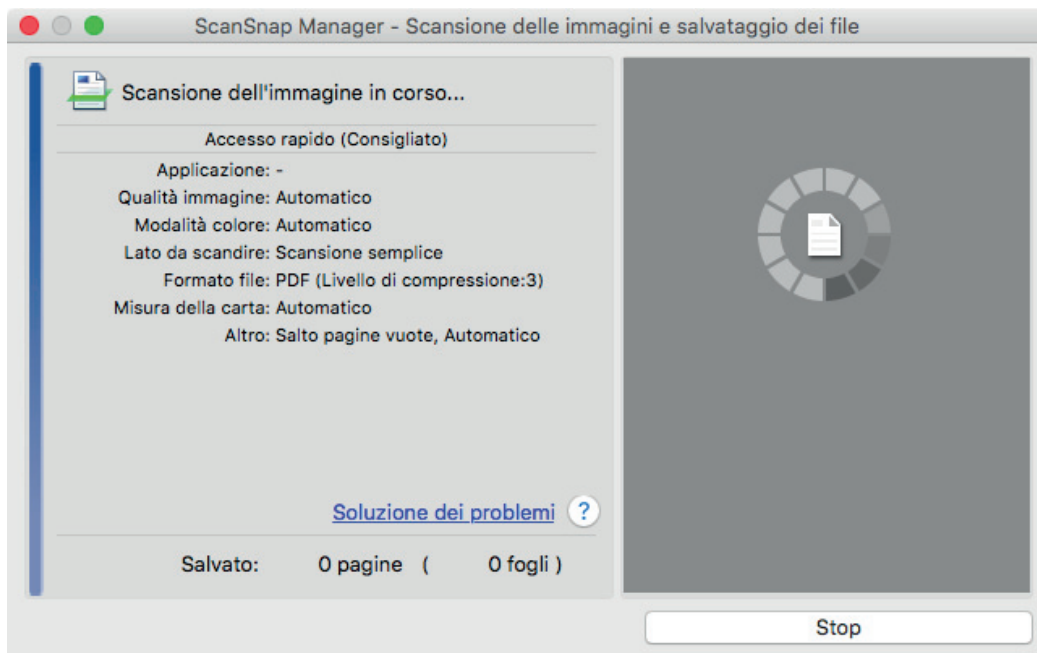 ScanSnap Manager - Scansione delle immagini e salvataggio dei file
Scansione dell'immagine in corso...
Accesso rapido (Consigliato)
Applicazione: -
Qualità immagine: Automatico
Modalità colore: Automatico
Lato da scandire: Scansione semplice
Formato file: PDF (Livello di compressione:3)
Misura della carta: Automatico
Altro: Salto pagine vuote, Automatico
Soluzione dei problemi ?
Salvato: 0 pagine ( 0 fogli )
Stop